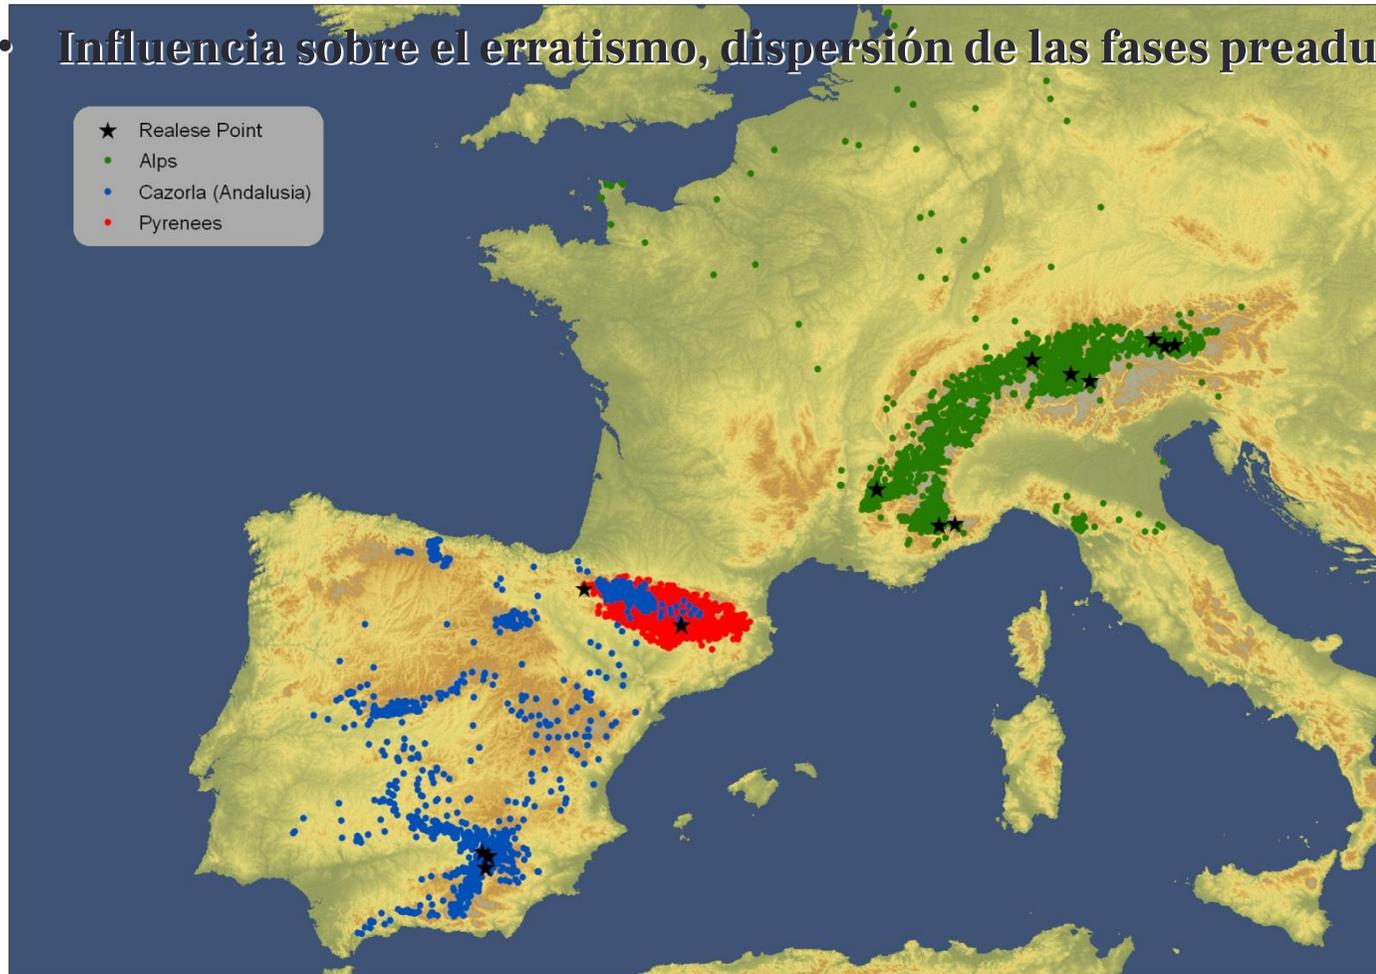 • Influencia sobre el erratismo, dispersión de las fases preadu
Realese Point
Alps
Cazorla (Andalusia)
Pyrenees